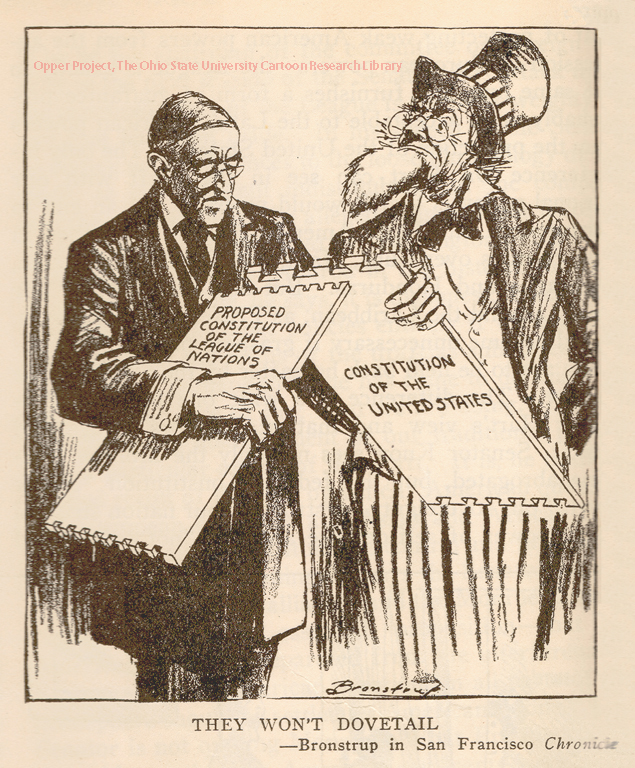 Opper Project, The Ohio State University Cartoon Research Library
PROPOSED
CONSTITUTION
OF THE
LEAGUE OF
NATIONS
CONSTITUTION
OF THE
UNITED STATES
Bronstrup
THEY WON'T DOVETAIL
—Bronstrup in San Francisco Chronicle